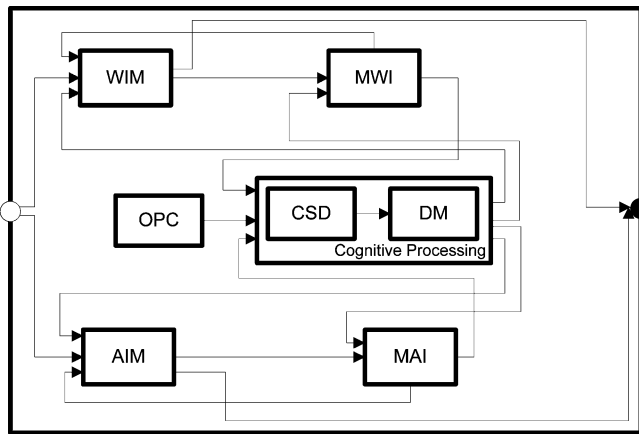 WIM
MWI
OPC
CSD
DM
Cognitive Processing
AIM
MAI